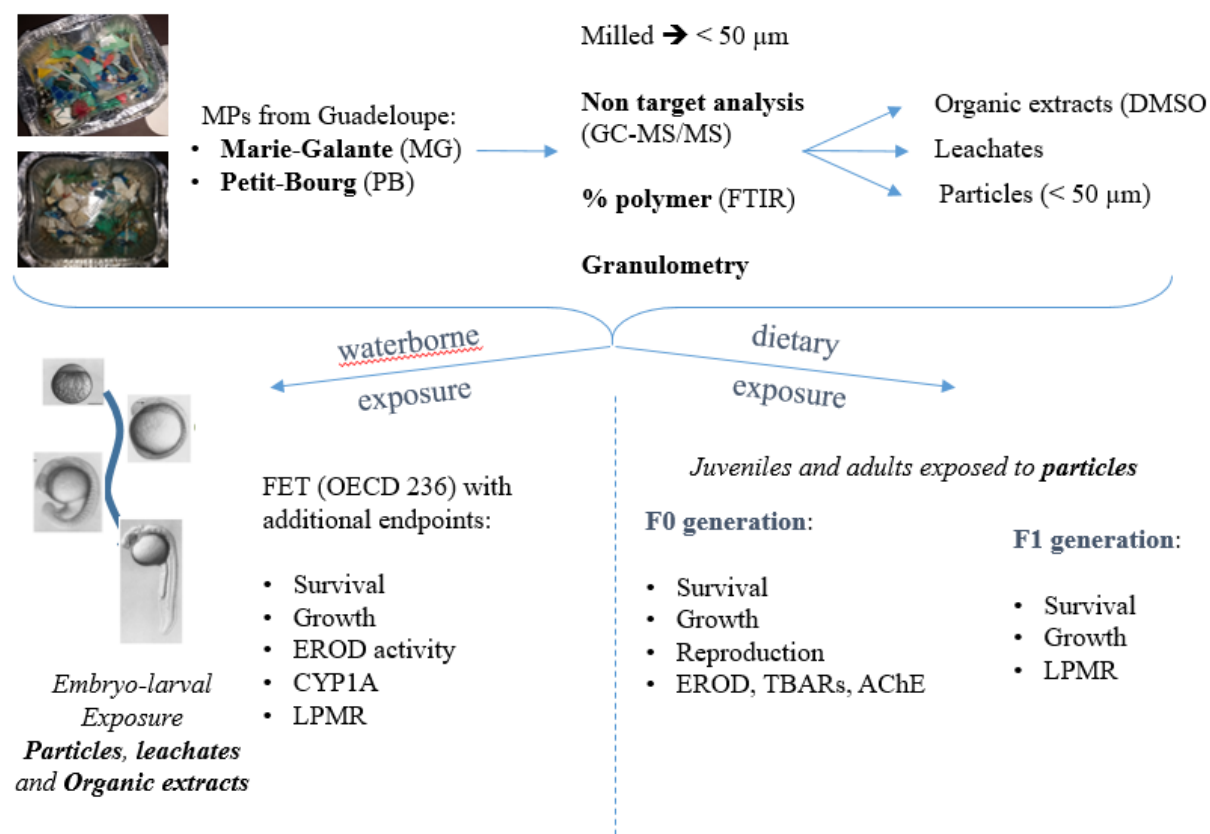 Milled 🡺 < 50 µm
MPs from Guadeloupe:
• Marie-Galante (MG)
• Petit-Bourg (PB)
Non target analysis
(GC-MS/MS)
% polymer (FTIR)
Granulometry
Organic extracts (DMSO
Leachates
Particles (< 50 µm)
waterborne
exposure
dietary
exposure
Embryo-larval
Exposure
Particles, leachates
and Organic extracts
FET (OECD 236) with
additional endpoints:
• Survival
• Growth
• EROD activity
• CYP1A
• LPMR
Juveniles and adults exposed to particles
F0 generation:
• Survival
• Growth
• Reproduction
• EROD, TBARs, AChE
F1 generation:
• Survival
• Growth
• LPMR